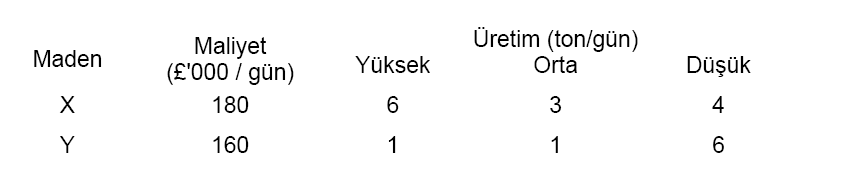 Maden Maliyet (£'000 / gün) Üretim (ton/gün)
Yüksek Orta Düşük
X 180 6 3 4
Y 160 1 1 6